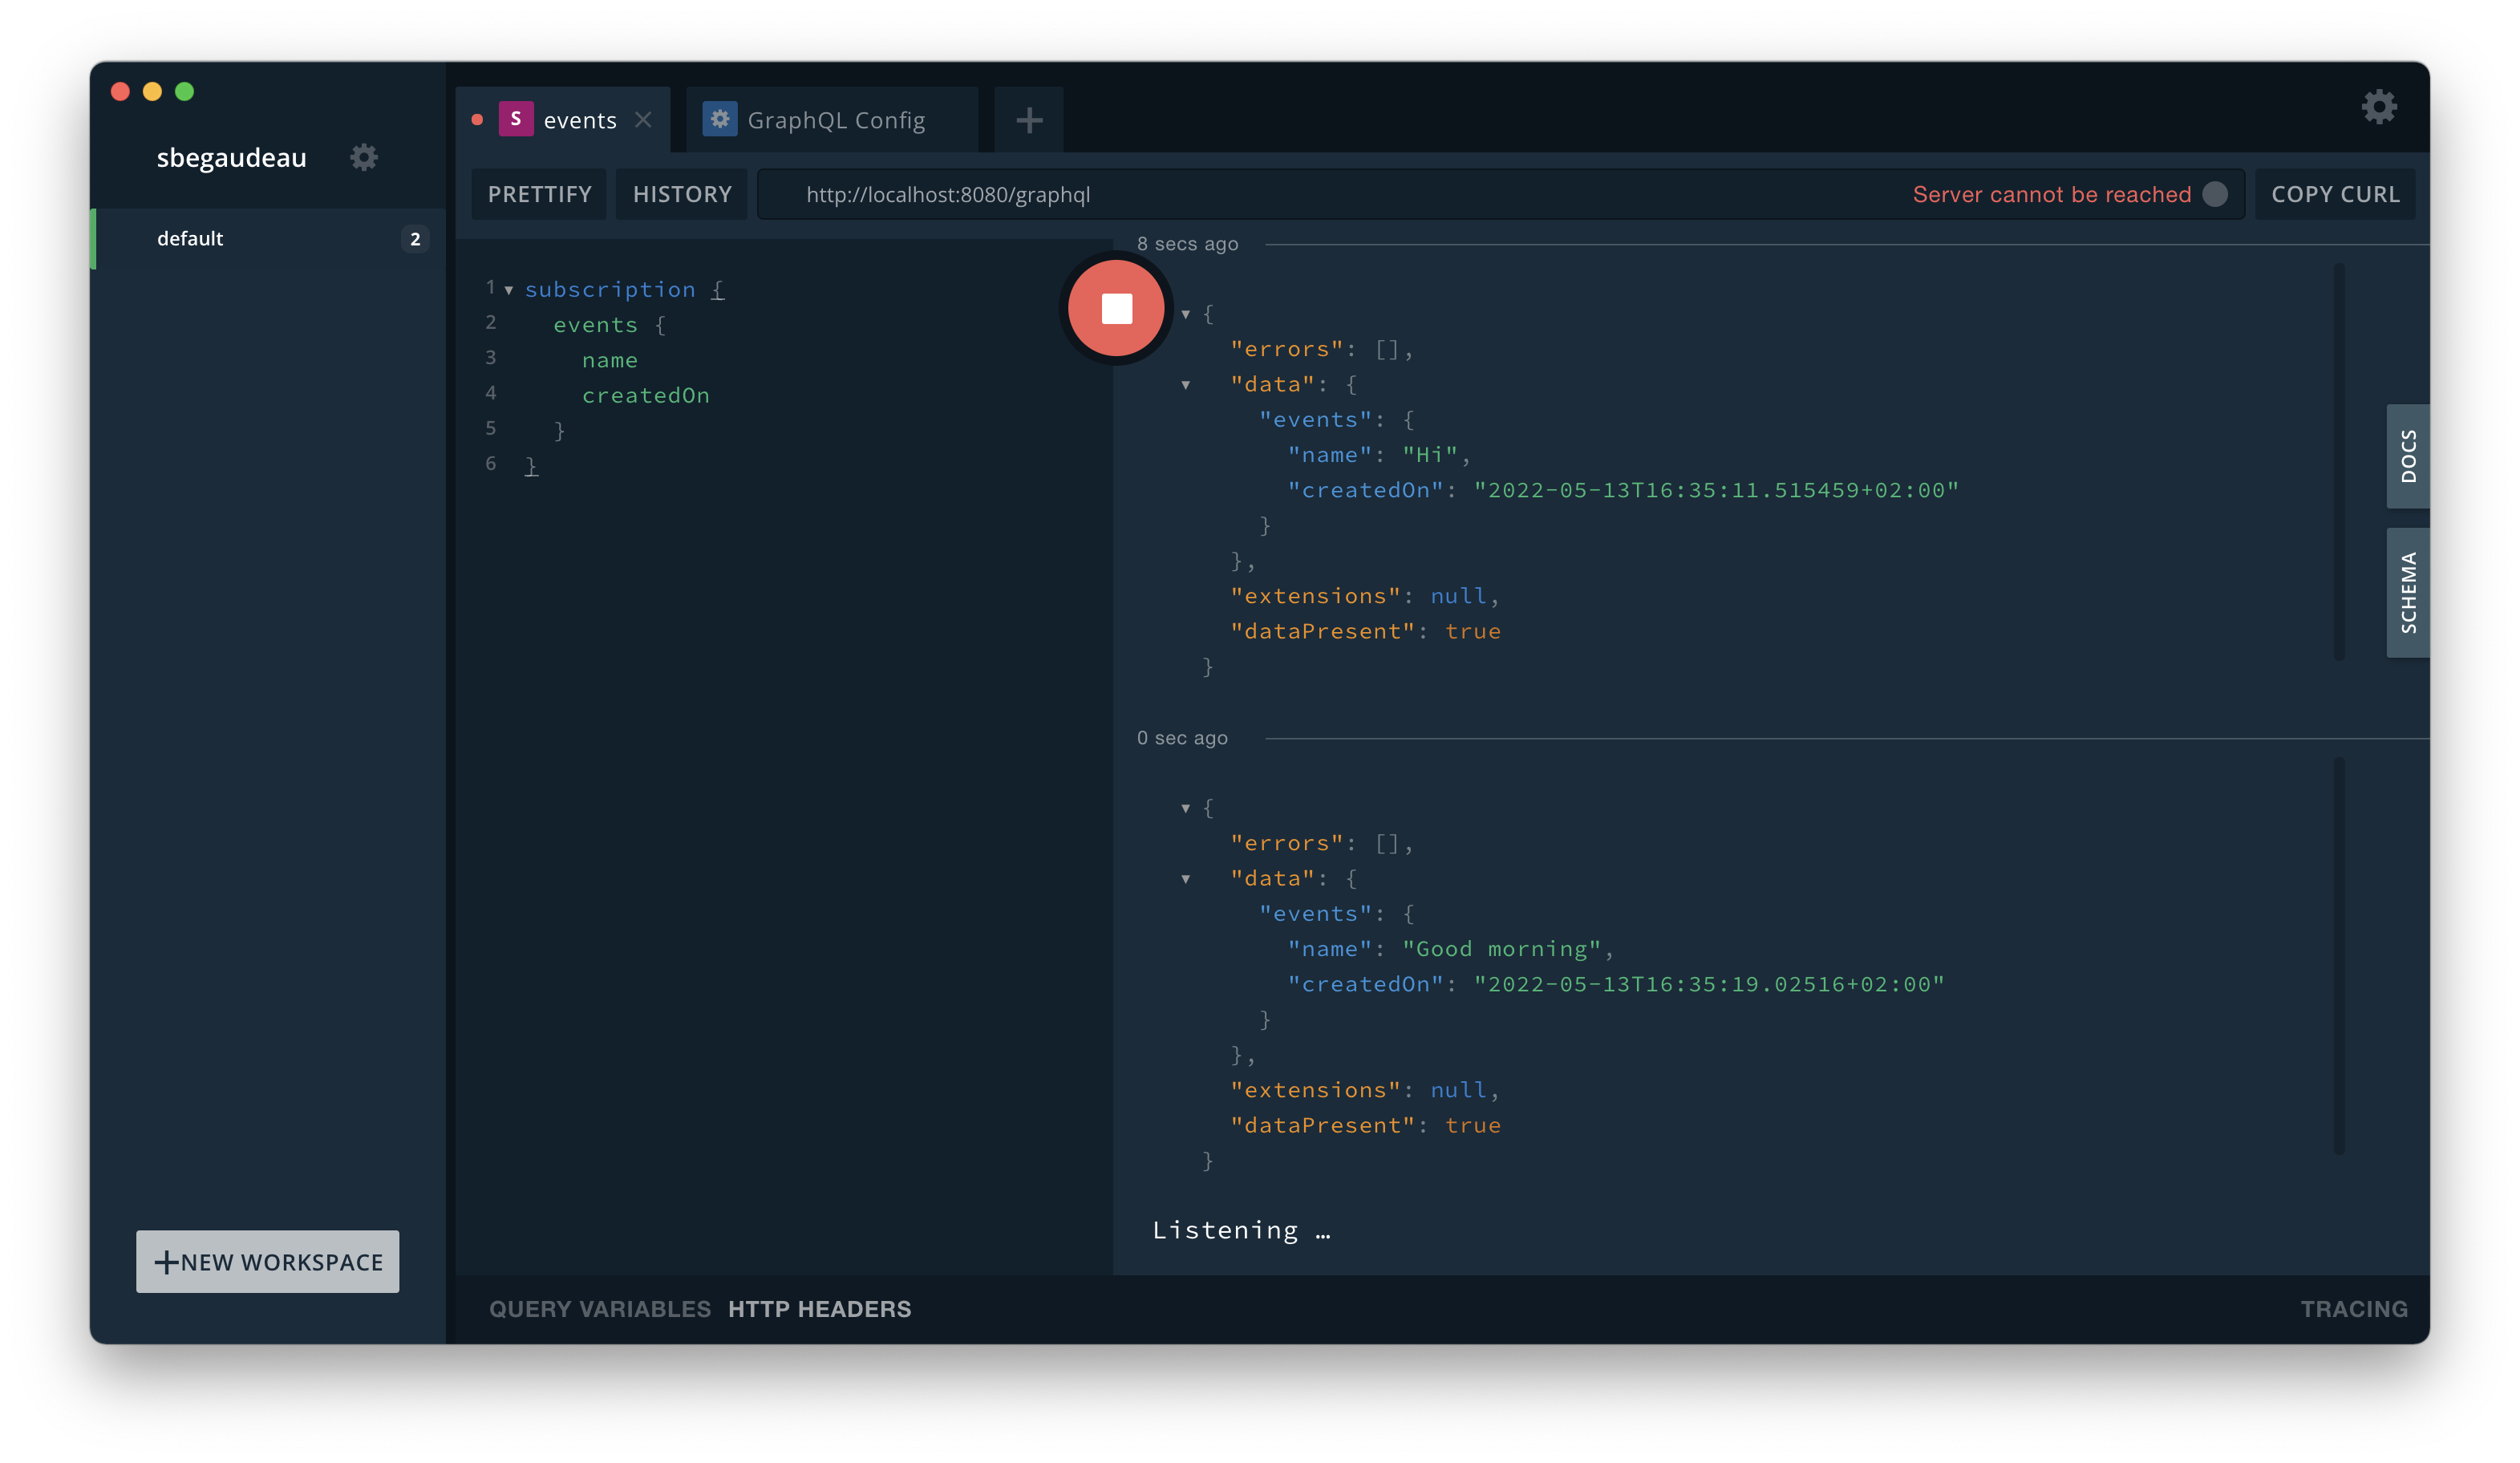 sbegaudeau
default 2
NEW WORKSPACE
S events
GraphQL Config
PRETTIFY HISTORY http://localhost:8080/graphql Server cannot be reached COPY CURL
1 subscription {
2 events {
3 name
4 createdOn
5 }
6 }
8 secs ago
{
"errors": [],
"data": {
"events": {
"name": "Hi",
"createdOn": "2022-05-13T16:35:11.515459+02:00"
}
},
"extensions": null,
"dataPresent": true
}
0 sec ago
{
"errors": [],
"data": {
"events": {
"name": "Good morning",
"createdOn": "2022-05-13T16:35:19.02516+02:00"
}
},
"extensions": null,
"dataPresent": true
}
Listening …
DOCS
SCHEMA
QUERY VARIABLES HTTP HEADERS TRACING